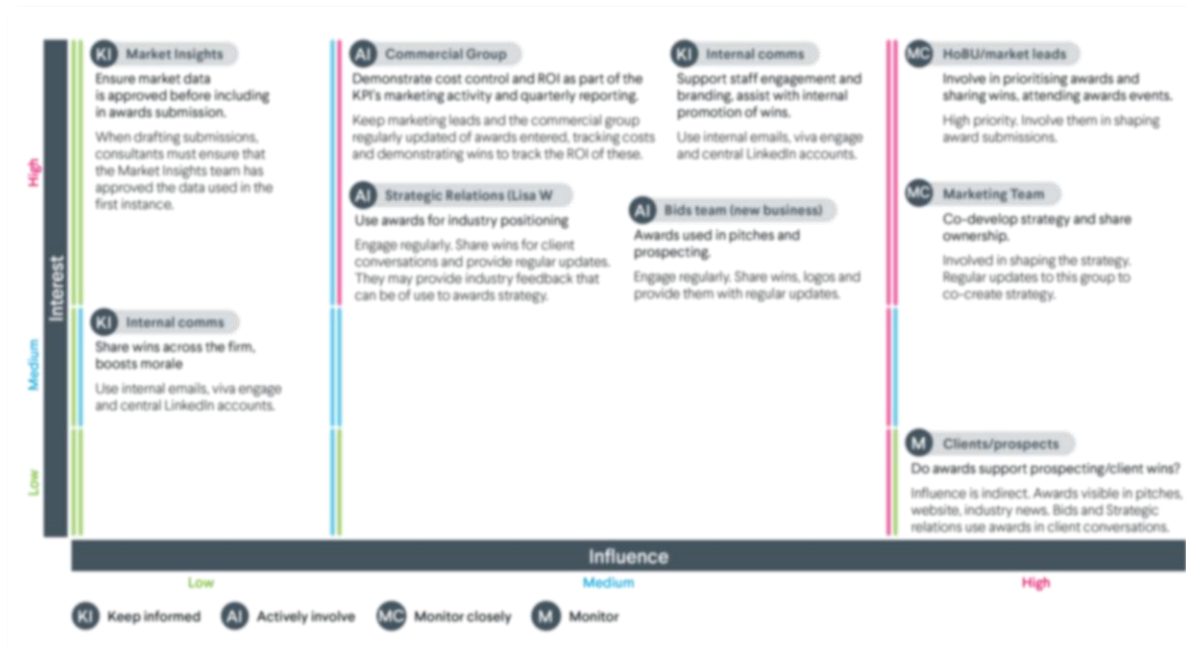 KI Market Insights
Ensure market data
is approved before including
in awards submission.
When drafting submissions,
consultants must ensure that
the Market Insights team has
approved the data used in the
first instance.
AI Commercial Group
Demonstrate cost control and ROI as part of the
KPI's marketing activity and quarterly reporting.
Keep marketing leads and the commercial group
regularly updated of awards entered, tracking costs
and demonstrating wins to track the ROI of these.
KI Internal comms
Support staff engagement and
branding, assist with internal
promotion of wins.
Use internal emails, viva engage
and central LinkedIn accounts.
MC HoBU/market leads
Involve in prioritising awards and
sharing wins, attending awards events.
High priority. Involve them in shaping
award submissions.
AI Strategic Relations (Lisa W
Use awards for industry positioning
Engage regularly. Share wins for client
conversations and provide regular updates.
They may provide industry feedback that
can be of use to awards strategy.
AI Bids team (new business)
Awards used in pitches and
prospecting.
Engage regularly. Share wins, logos and
provide them with regular updates.
MC Marketing Team
Co-develop strategy and share
ownership.
Involved in shaping the strategy.
Regular updates to this group to
co-create strategy.
KI Internal comms
Share wins across the firm,
boosts morale
Use internal emails, viva engage
and central LinkedIn accounts.
M Clients/prospects
Do awards support prospecting/client wins?
Influence is indirect. Awards visible in pitches,
website, industry news. Bids and Strategic
relations use awards in client conversations.
High
Medium
Low
Interest
Influence
Low
Medium
High
KI Keep informed
AI Actively involve
MC Monitor closely
M Monitor